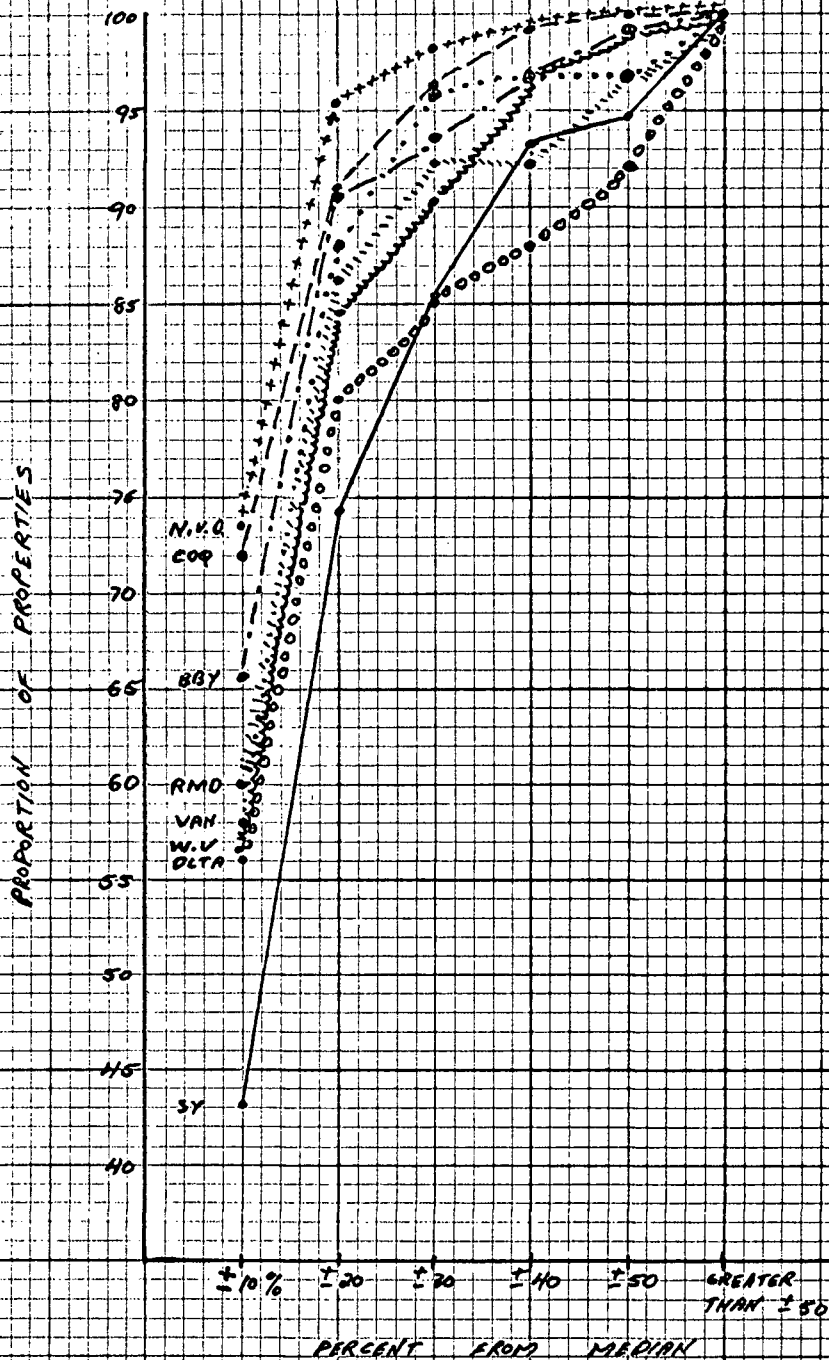 100
95
90
85
80
76
70
65
60
55
50
45
40
PROPORTION OF PROPERTIES
N.V.D.
COQ
BBY
RMD
VAN
W.V
DLTA
SY
±10% ±20 ±30 ±40 ±50 GREATER
THAN ±50
PERCENT FROM MEDIAN